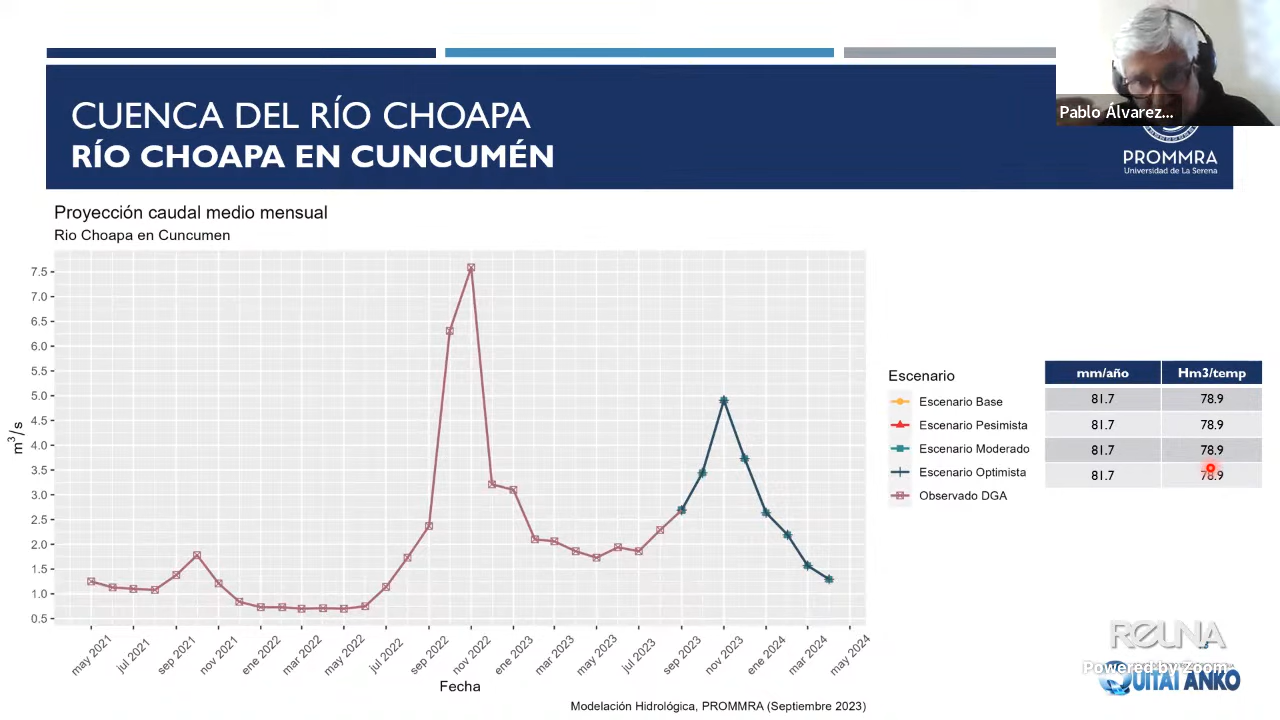 CUENCA DEL RÍO CHOAPA
RÍO CHOAPA EN CUNCUMÉN
Pablo Álvarez...
PROMMRA
Universidad de La Serena
Proyección caudal medio mensual
Rio Choapa en Cuncumen
m³/s
7.5
7.0
6.5
6.0
5.5
5.0
4.5
4.0
3.5
3.0
2.5
2.0
1.5
1.0
0.5
may 2021
jul 2021
sep 2021
nov 2021
ene 2022
mar 2022
may 2022
jul 2022
sep 2022
nov 2022
ene 2023
mar 2023
may 2023
jul 2023
sep 2023
nov 2023
ene 2024
mar 2024
may 2024
Fecha
Modelación Hidrológica, PROMMRA (Septiembre 2023)
Escenario
Escenario Base
Escenario Pesimista
Escenario Moderado
Escenario Optimista
Observado DGA
mm/año Hm3/temp
81.7 78.9
81.7 78.9
81.7 78.9
81.7 78.9
REUNA
Powered by Zoom
QUITAI ANKO